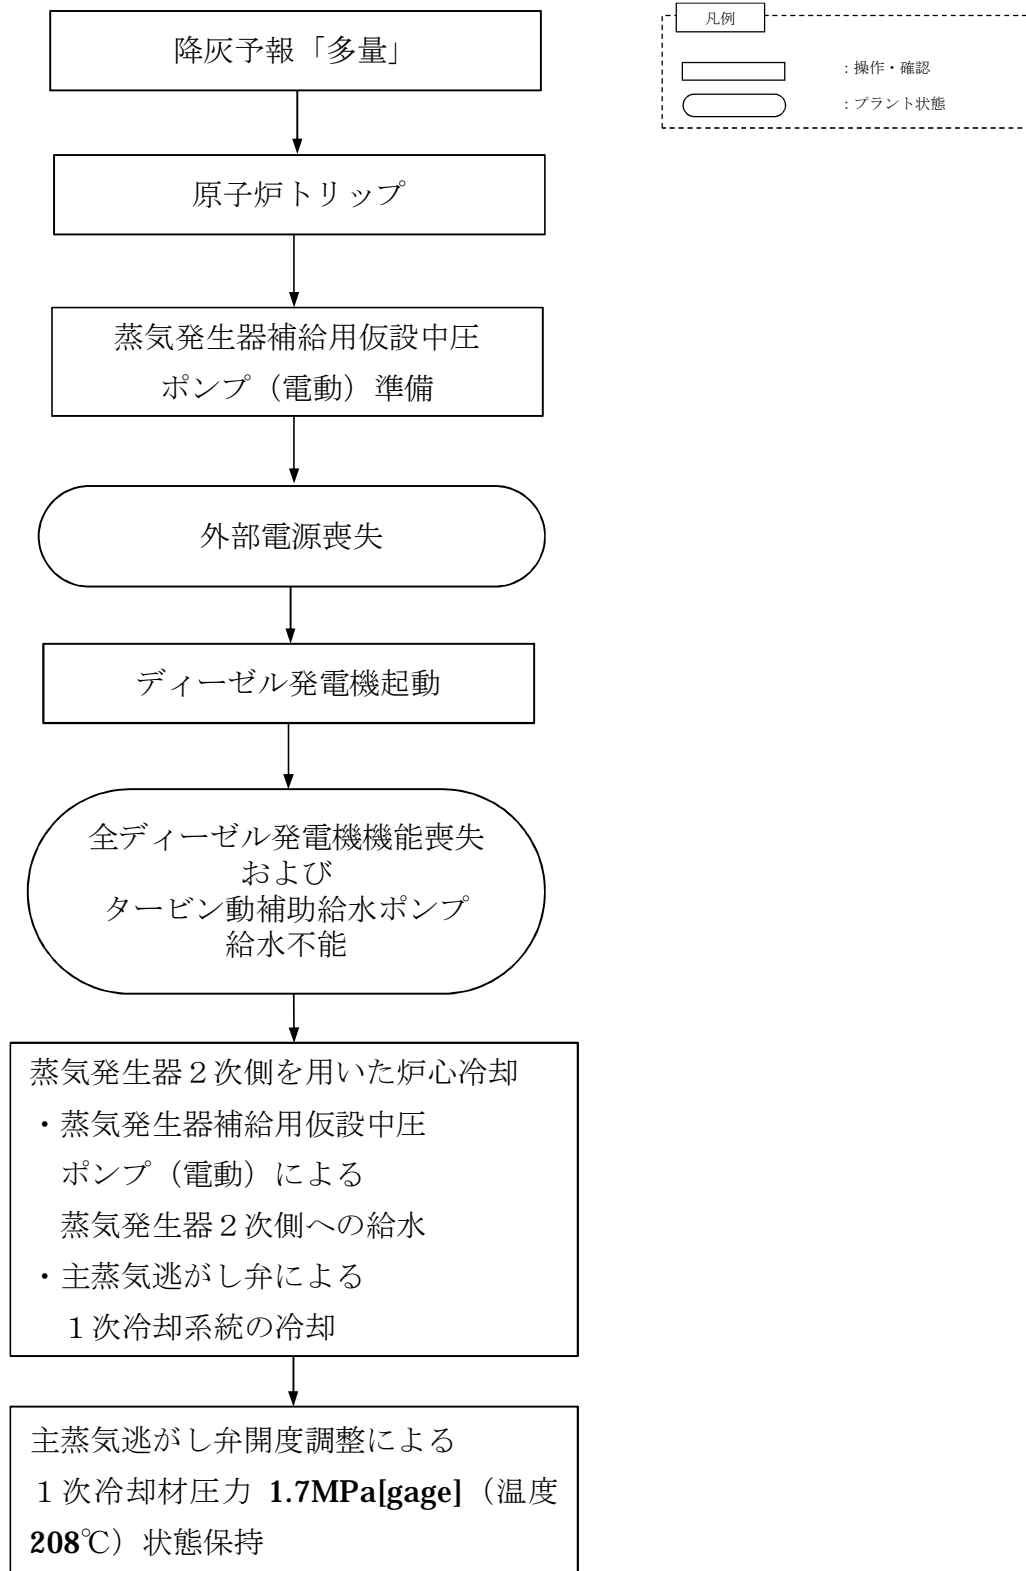 降灰予報「多量」
凡例
：操作・確認
：プラント状態
原子炉トリップ
蒸気発生器補給用仮設中圧
ポンプ（電動）準備
外部電源喪失
ディーゼル発電機起動
全ディーゼル発電機機能喪失
および
タービン動補助給水ポンプ
給水不能
蒸気発生器２次側を用いた炉心冷却
・蒸気発生器補給用仮設中圧
ポンプ（電動）による
蒸気発生器２次側への給水
・主蒸気逃がし弁による
１次冷却系統の冷却
主蒸気逃がし弁開度調整による
１次冷却材圧力 1.7MPa[gage]（温度
208℃）状態保持